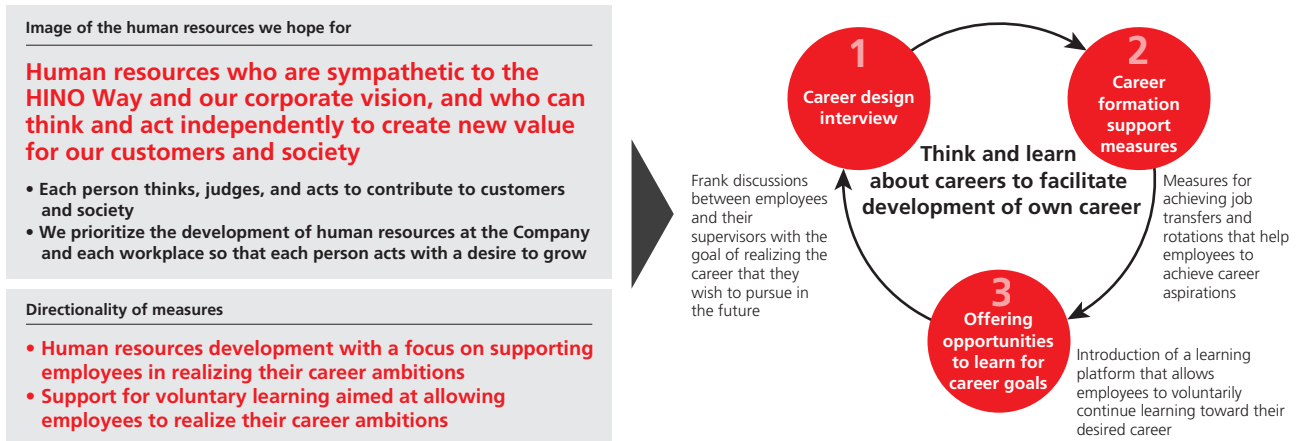 Image of the human resources we hope for
Human resources who are sympathetic to the
HINO Way and our corporate vision, and who can
think and act independently to create new value
for our customers and society
• Each person thinks, judges, and acts to contribute to customers
and society
• We prioritize the development of human resources at the Company
and each workplace so that each person acts with a desire to grow
Directionality of measures
• Human resources development with a focus on supporting
employees in realizing their career ambitions
• Support for voluntary learning aimed at allowing
employees to realize their career ambitions
1
Career design
interview
Frank discussions
between employees
and their
supervisors with the
goal of realizing the
career that they
wish to pursue in
the future
Think and learn
about careers to facilitate
development of own career
2
Career
formation
support
measures
Measures for
achieving job
transfers and
rotations that help
employees to
achieve career
aspirations
3
Offering
opportunities
to learn for
career goals
Introduction of a learning
platform that allows
employees to voluntarily
continue learning toward their
desired career